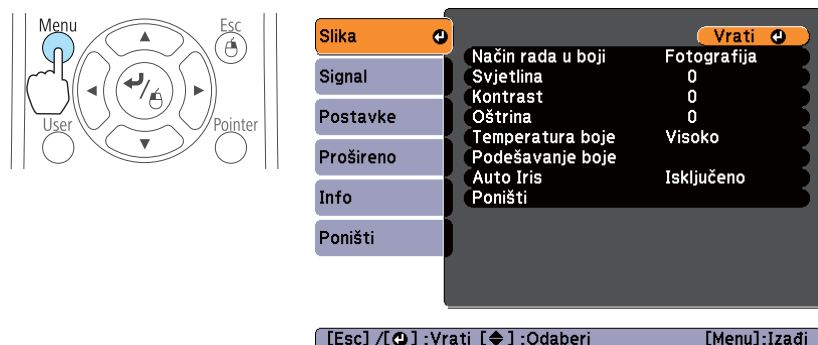 Menu
Esc
User
Pointer
Slika
Signal
Postavke
Prošireno
Info
Poništi
Vrati
Način rada u boji Fotografija
Svjetlina 0
Kontrast 0
Oštrina 0
Temperatura boje Visoko
Podešavanje boje
Auto Iris Isključeno
Poništi
[Esc] /[⏎] :Vrati [◆] :Odaberi [Menu]:Izađi